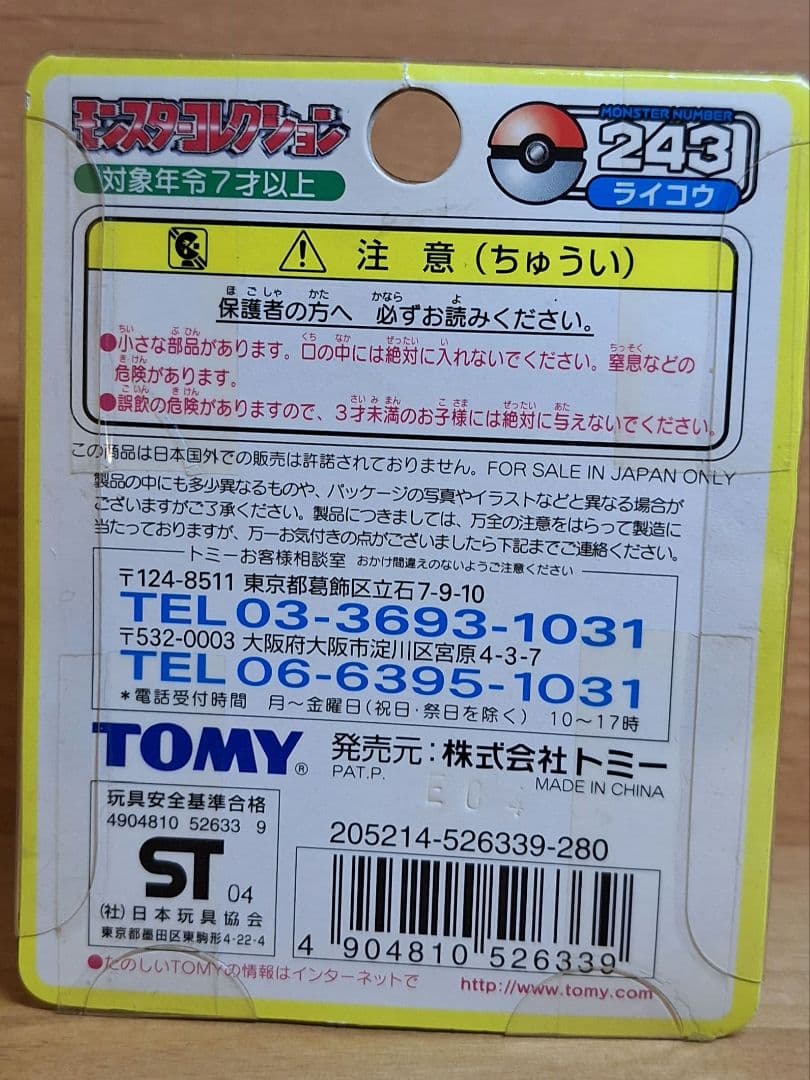 モンスターコレクション
MONSTER NUMBER
243
対象年令7才以上
ライコウ
注 意(ちゅうい)
保護者の方へ 必ずお読みください。
●小さな部品があります。口の中には絶対に入れないでください。窒息などの
危険があります。
●誤飲の危険がありますので、3才未満のお子様には絶対に与えないでください。
この商品は日本国外での販売は許諾されておりません。FOR SALE IN JAPAN ONLY
製品の中にも多少異なるものや、パッケージの写真やイラストなどと異なる場合が
ございますがご了承ください。製品につきましては、万全の注意をはらって製造に
当たっておりますが、万一お気付きの点がございましたら下記までご連絡ください。
トミーお客様相談室 おかけ間違えのないようご注意ください
〒124-8511 東京都葛飾区立石7-9-10
TEL 03-3693-1031
〒532-0003 大阪府大阪市淀川区宮原4-3-7
TEL 06-6395-1031
*電話受付時間 月〜金曜日(祝日・祭日を除く) 10〜17時
TOMY® 発売元:株式会社トミー
PAT.P.
MADE IN CHINA
玩具安全基準合格
4904810 52633 9
ST 04
(社)日本玩具協会
東京都墨田区東駒形4-22-4
205214-526339-280
4 904810 526339
●たのしいTOMYの情報はインターネットで http://www.tomy.com